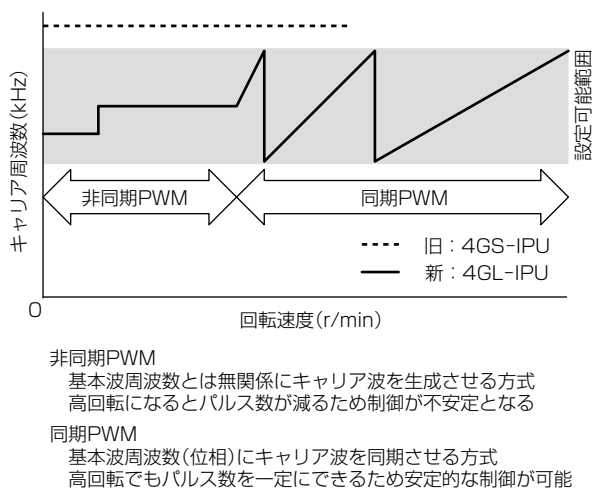 キャリア周波数(kHz)
設定可能範囲
非同期PWM
同期PWM
旧：4GS-IPU
新：4GL-IPU
0
回転速度(r/min)
非同期PWM
基本波周波数とは無関係にキャリア波を生成させる方式
高回転になるとパルス数が減るため制御が不安定となる
同期PWM
基本波周波数(位相)にキャリア波を同期させる方式
高回転でもパルス数を一定にできるため安定的な制御が可能